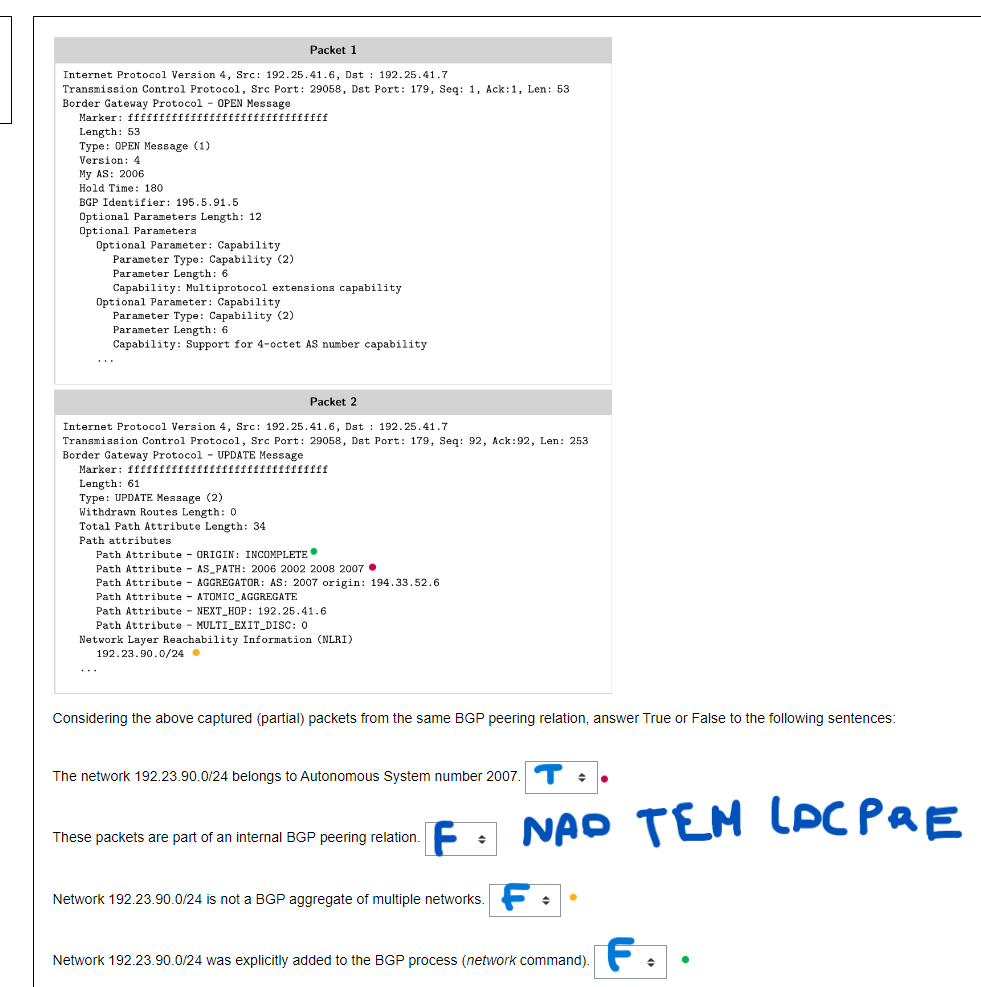 Packet 1
Internet Protocol Version 4, Src: 192.25.41.6, Dst : 192.25.41.7
Transmission Control Protocol, Src Port: 29058, Dst Port: 179, Seq: 1, Ack:1, Len: 53
Border Gateway Protocol - OPEN Message
Marker: ffffffffffffffffffffffffffffffff
Length: 53
Type: OPEN Message (1)
Version: 4
My AS: 2006
Hold Time: 180
BGP Identifier: 195.5.91.5
Optional Parameters Length: 12
Optional Parameters
Optional Parameter: Capability
Parameter Type: Capability (2)
Parameter Length: 6
Capability: Multiprotocol extensions capability
Optional Parameter: Capability
Parameter Type: Capability (2)
Parameter Length: 6
Capability: Support for 4-octet AS number capability
...
Packet 2
Internet Protocol Version 4, Src: 192.25.41.6, Dst : 192.25.41.7
Transmission Control Protocol, Src Port: 29058, Dst Port: 179, Seq: 92, Ack:92, Len: 253
Border Gateway Protocol - UPDATE Message
Marker: ffffffffffffffffffffffffffffffff
Length: 61
Type: UPDATE Message (2)
Withdrawn Routes Length: 0
Total Path Attribute Length: 34
Path attributes
Path Attribute - ORIGIN: INCOMPLETE
Path Attribute - AS_PATH: 2006 2002 2008 2007
Path Attribute - AGGREGATOR: AS: 2007 origin: 194.33.52.6
Path Attribute - ATOMIC_AGGREGATE
Path Attribute - NEXT_HOP: 192.25.41.6
Path Attribute - MULTI_EXIT_DISC: 0
Network Layer Reachability Information (NLRI)
192.23.90.0/24
...
Considering the above captured (partial) packets from the same BGP peering relation, answer True or False to the following sentences:
The network 192.23.90.0/24 belongs to Autonomous System number 2007. T
These packets are part of an internal BGP peering relation. F NAO TEM LOCPRE
Network 192.23.90.0/24 is not a BGP aggregate of multiple networks. F
Network 192.23.90.0/24 was explicitly added to the BGP process (network command). F